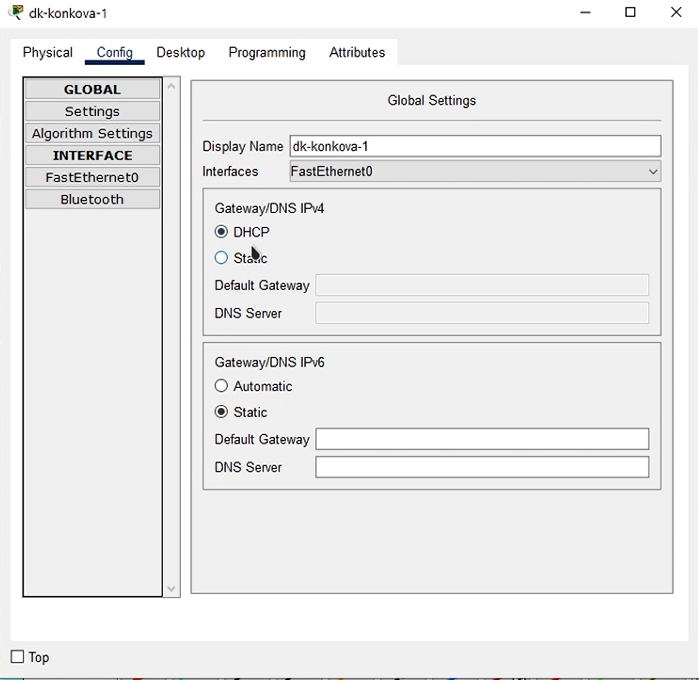 dk-konkova-1
Physical Config Desktop Programming Attributes
GLOBAL
Settings
Algorithm Settings
INTERFACE
FastEthernet0
Bluetooth
Global Settings
Display Name dk-konkova-1
Interfaces FastEthernet0
Gateway/DNS IPv4
DHCP
Static
Default Gateway
DNS Server
Gateway/DNS IPv6
Automatic
Static
Default Gateway
DNS Server
Top